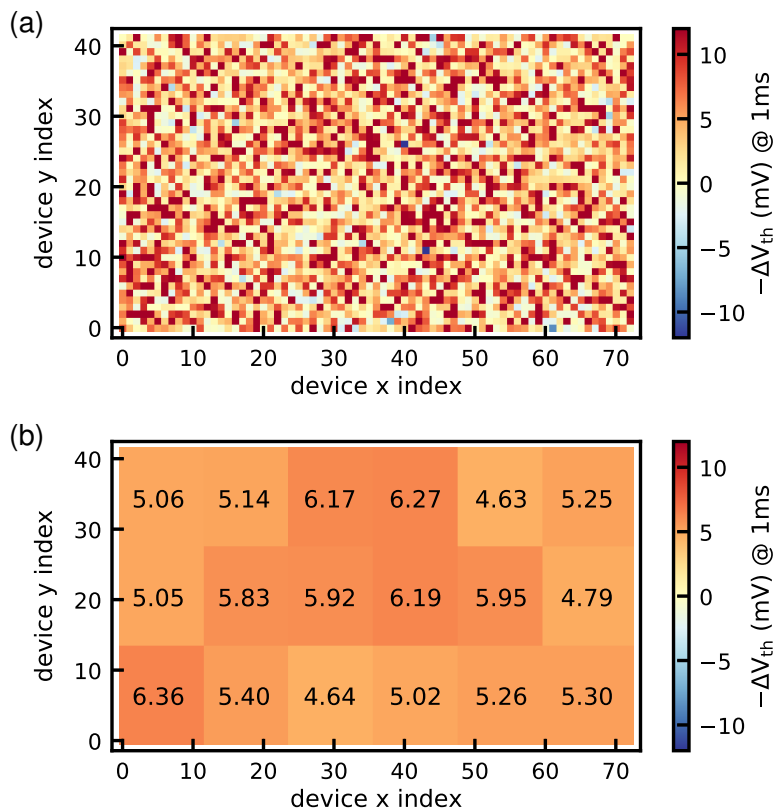 (a)
40
30
20
10
0
device y index
0 10 20 30 40 50 60 70
device x index
10
5
0
−5
−10
−ΔVth (mV) @ 1ms
(b)
40
30
20
10
0
device y index
5.06 5.14 6.17 6.27 4.63 5.25
5.05 5.83 5.92 6.19 5.95 4.79
6.36 5.40 4.64 5.02 5.26 5.30
0 10 20 30 40 50 60 70
device x index
10
5
0
−5
−10
−ΔVth (mV) @ 1ms